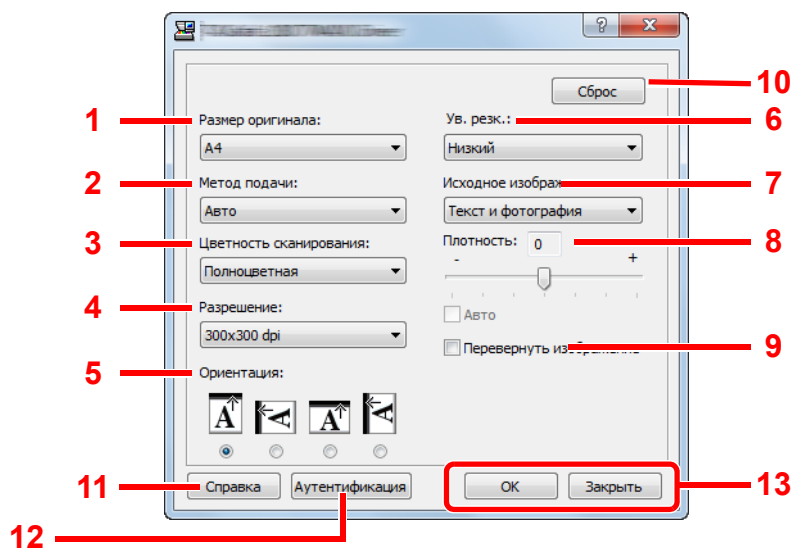 10
Сброс
1
Размер оригинала:
A4
2
Метод подачи:
Авто
3
Цветность сканирования:
Полноцветная
4
Разрешение:
300x300 dpi
5
Ориентация:
A A A A
6
Ув. резк.:
Низкий
7
Исходное изображ
Текст и фотография
8
Плотность: 0
- +
Авто
9
Перевернуть изображение
11
Справка
Аутентификация
OK
Закрыть
13
12